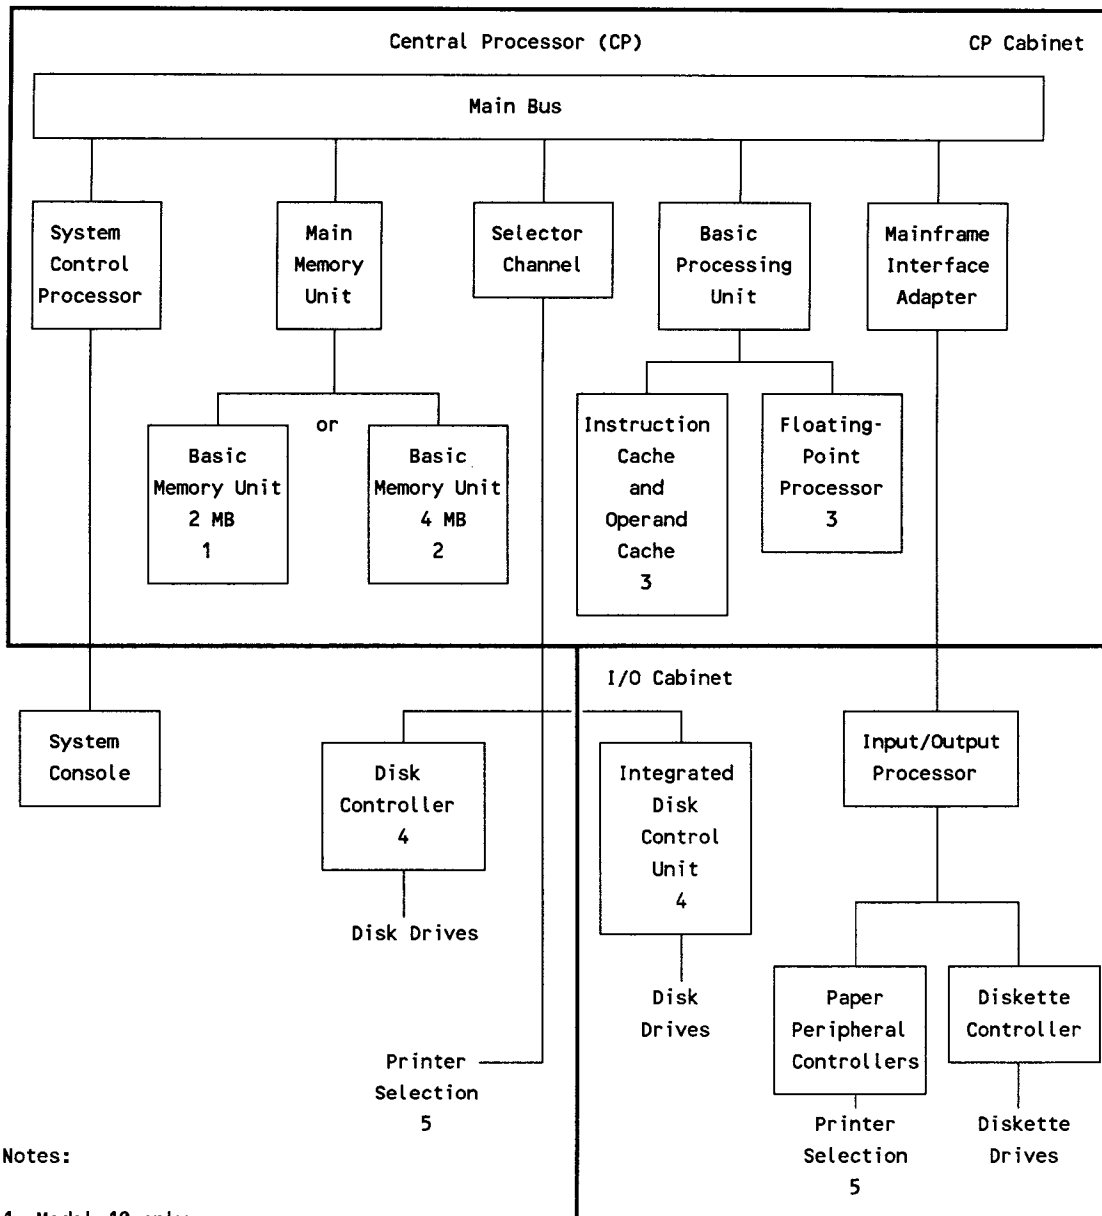 Central Processor (CP)
CP Cabinet
Main Bus
System
Control
Processor
Main
Memory
Unit
Selector
Channel
Basic
Processing
Unit
Mainframe
Interface
Adapter
or
Basic
Memory Unit
2 MB
1
Basic
Memory Unit
4 MB
2
Instruction
Cache
and
Operand
Cache
3
Floating-
Point
Processor
3
I/O Cabinet
System
Console
Disk
Controller
4
Disk Drives
Integrated
Disk
Control
Unit
4
Disk
Drives
Input/Output
Processor
Paper
Peripheral
Controllers
Diskette
Controller
Printer
Selection
5
Printer
Selection
5
Diskette
Drives
Notes: